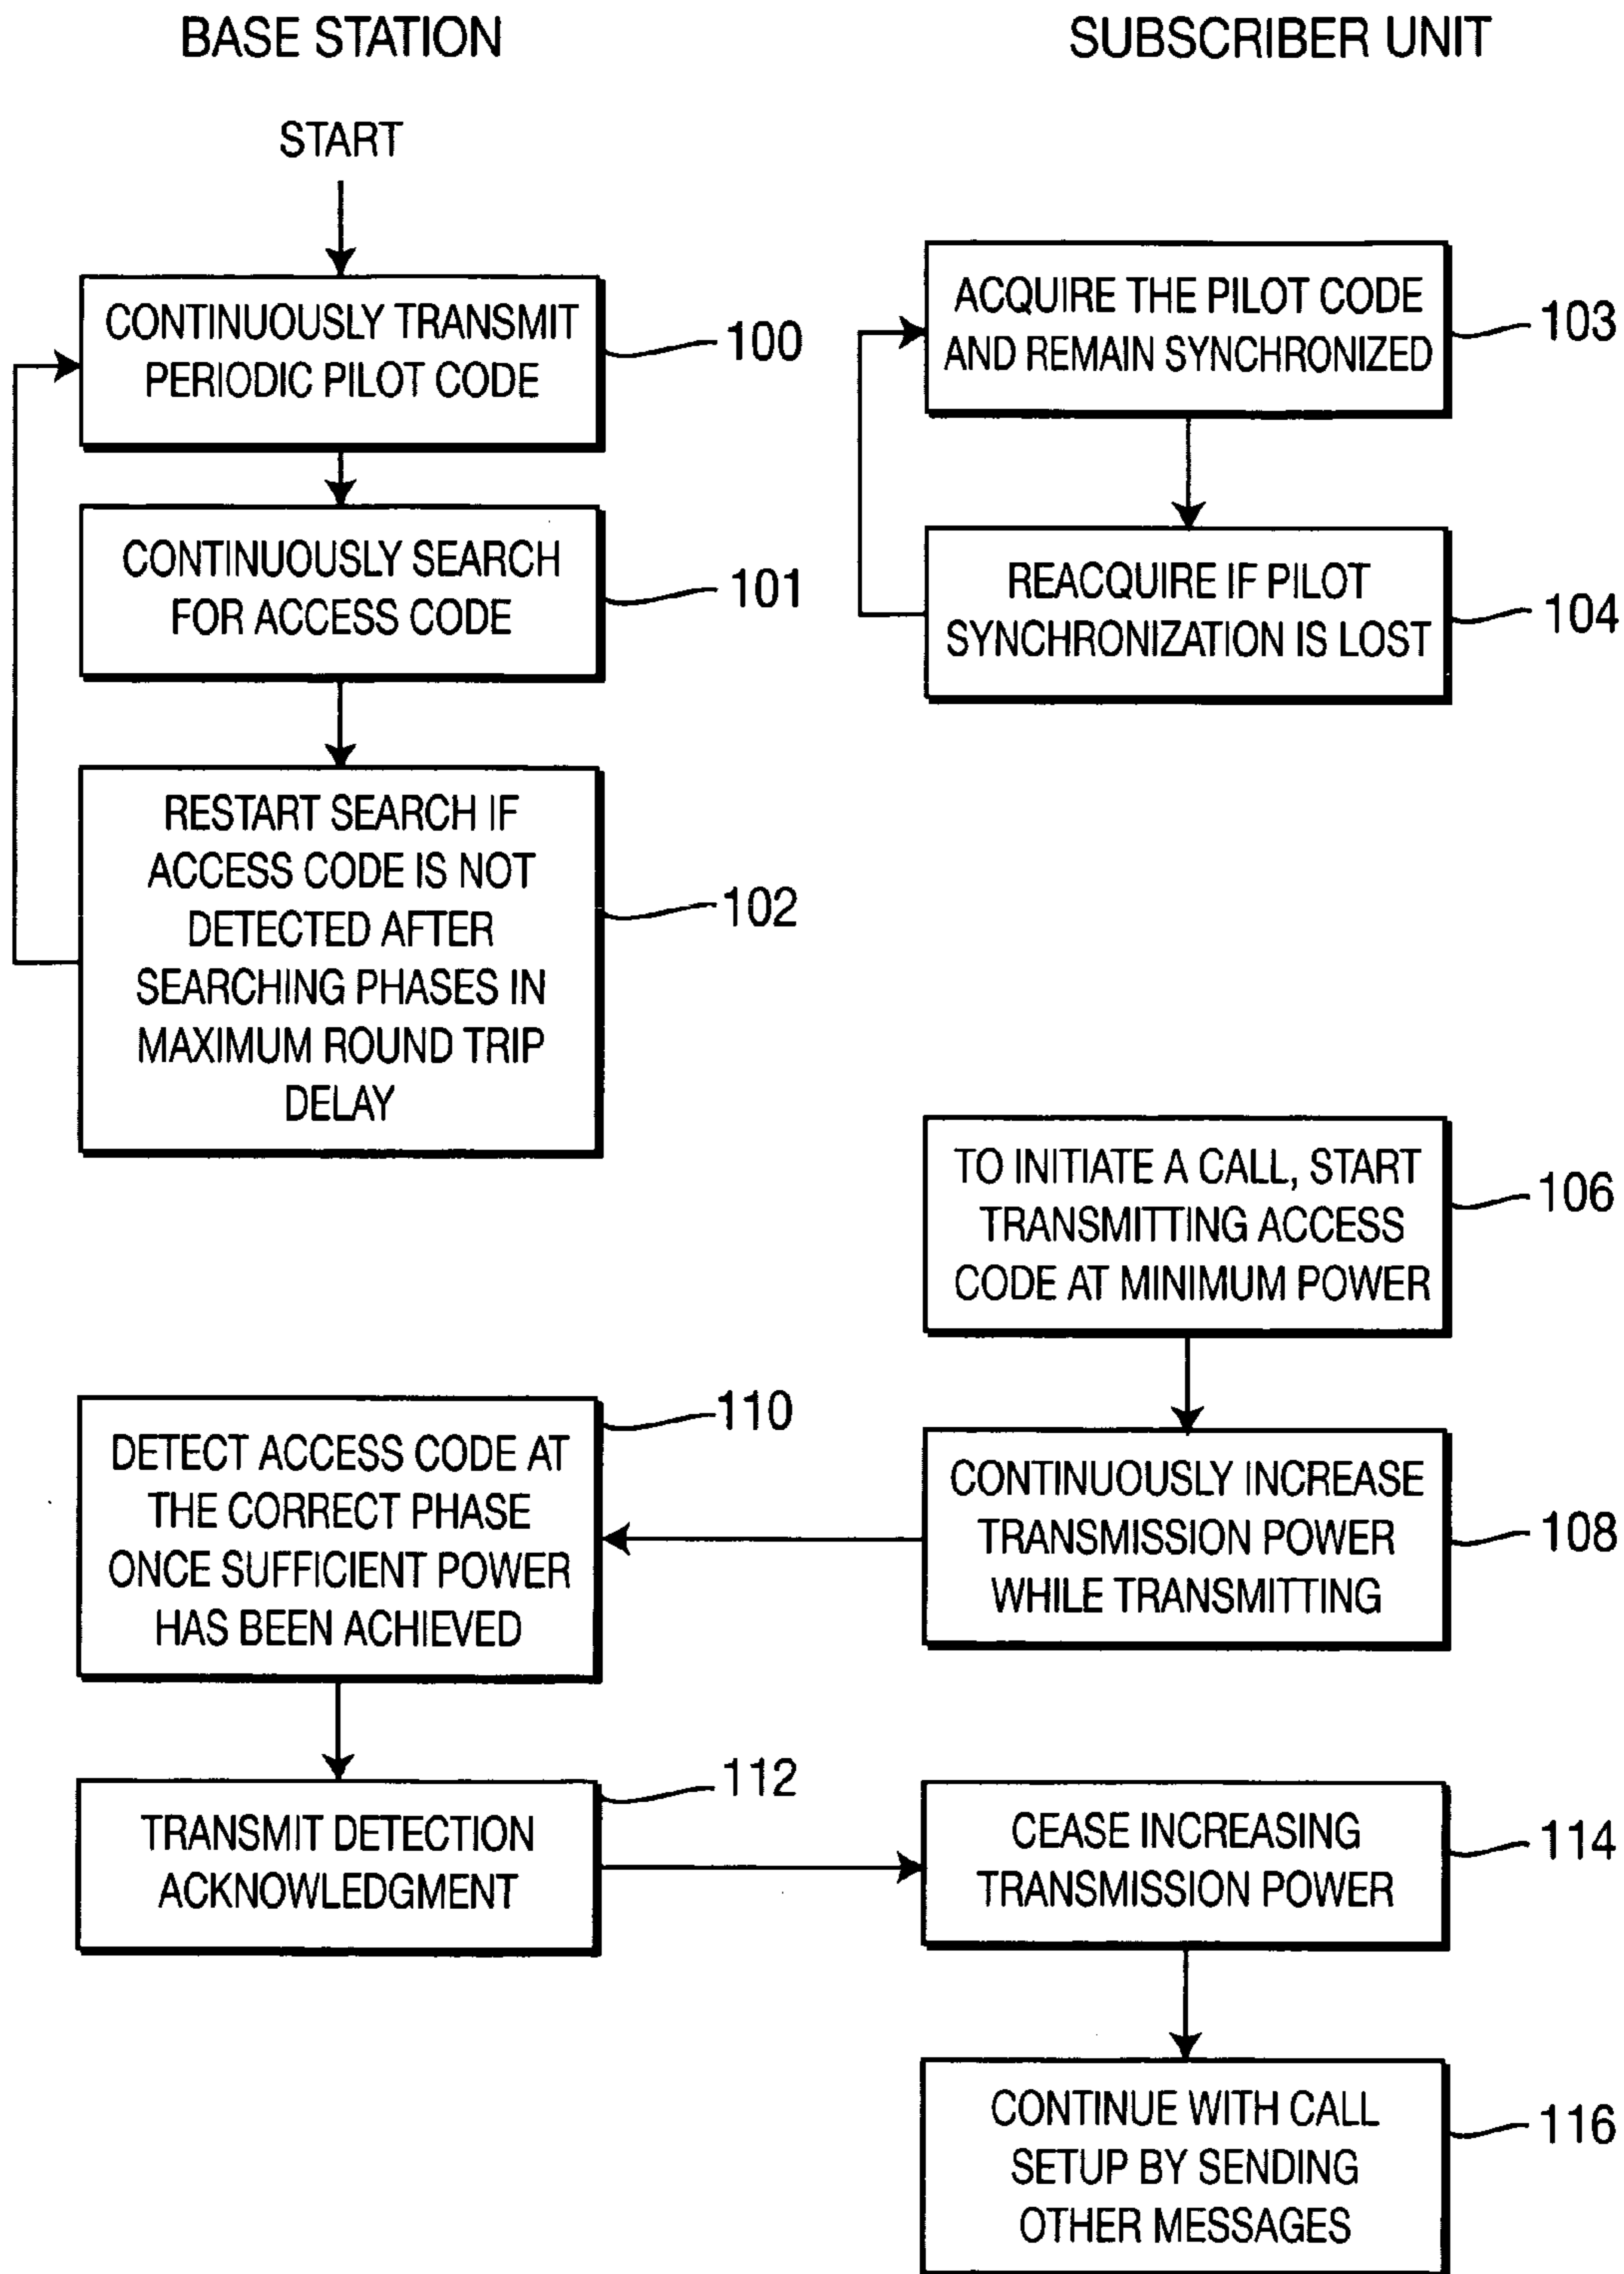 BASE STATION
SUBSCRIBER UNIT
START
CONTINUOUSLY TRANSMIT
PERIODIC PILOT CODE
100
CONTINUOUSLY SEARCH
FOR ACCESS CODE
101
RESTART SEARCH IF
ACCESS CODE IS NOT
DETECTED AFTER
SEARCHING PHASES IN
MAXIMUM ROUND TRIP
DELAY
102
ACQUIRE THE PILOT CODE
AND REMAIN SYNCHRONIZED
103
REACQUIRE IF PILOT
SYNCHRONIZATION IS LOST
104
TO INITIATE A CALL, START
TRANSMITTING ACCESS
CODE AT MINIMUM POWER
106
CONTINUOUSLY INCREASE
TRANSMISSION POWER
WHILE TRANSMITTING
108
DETECT ACCESS CODE AT
THE CORRECT PHASE
ONCE SUFFICIENT POWER
HAS BEEN ACHIEVED
110
TRANSMIT DETECTION
ACKNOWLEDGMENT
112
CEASE INCREASING
TRANSMISSION POWER
114
CONTINUE WITH CALL
SETUP BY SENDING
OTHER MESSAGES
116